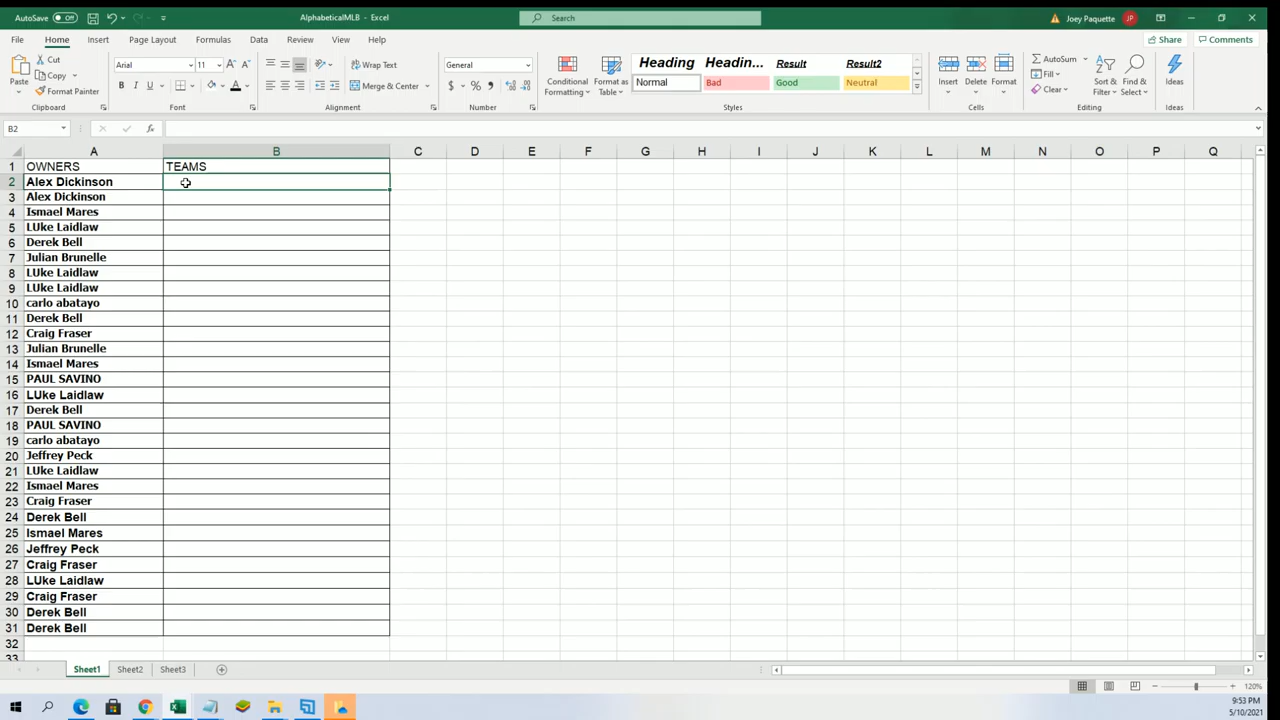 AutoSave Off AlphabeticalMLB - Excel Search Joey Paquette JP
File Home Insert Page Layout Formulas Data Review View Help Share Comments
Paste Cut Copy Format Painter Clipboard
Arial 11 B I U A Font
Wrap Text Merge & Center Alignment
General $ % Number
Conditional Formatting Format as Table
Heading Headin... Result Result2
Normal Bad Good Neutral
Styles
Insert Delete Format Cells
AutoSum Fill Clear Sort & Filter Find & Select Editing
Ideas Ideas
B2 fx
A B C D E F G H I J K L M N O P Q
1 OWNERS TEAMS
2 Alex Dickinson
3 Alex Dickinson
4 Ismael Mares
5 LUke Laidlaw
6 Derek Bell
7 Julian Brunelle
8 LUke Laidlaw
9 LUke Laidlaw
10 carlo abatayo
11 Derek Bell
12 Craig Fraser
13 Julian Brunelle
14 Ismael Mares
15 PAUL SAVINO
16 LUke Laidlaw
17 Derek Bell
18 PAUL SAVINO
19 carlo abatayo
20 Jeffrey Peck
21 LUke Laidlaw
22 Ismael Mares
23 Craig Fraser
24 Derek Bell
25 Ismael Mares
26 Jeffrey Peck
27 Craig Fraser
28 LUke Laidlaw
29 Craig Fraser
30 Derek Bell
31 Derek Bell
32
33
Sheet1 Sheet2 Sheet3
120%
9:53 PM
5/10/2021